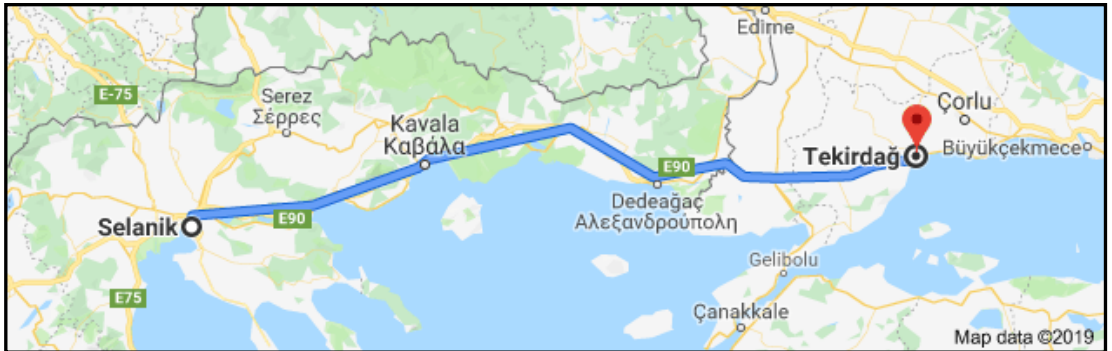 Edirne
E-75
Serez
Σέρρες
Çorlu
Kavala
Καβάλα
Tekirdağ
Büyükçekmece
E90
Dedeağaç
Αλεξανδρούπολη
Selanik
E90
Gelibolu
E75
Çanakkale
Map data ©2019